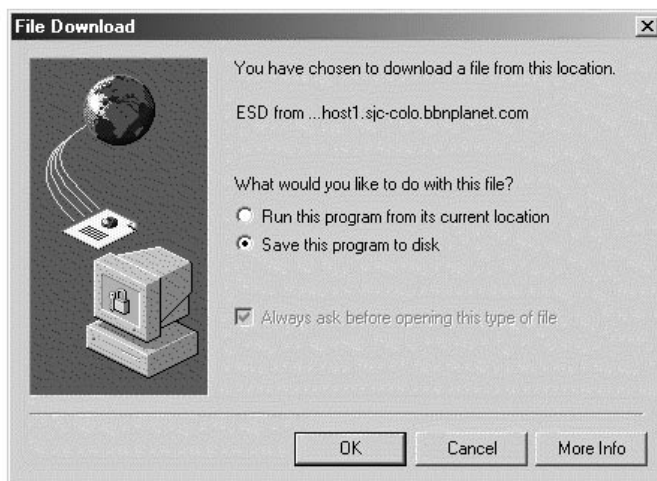 File Download
You have chosen to download a file from this location.
ESD from ...host1.sjc-colo.bbnplanet.com
What would you like to do with this file?
Run this program from its current location
Save this program to disk
Always ask before opening this type of file
OK Cancel More Info